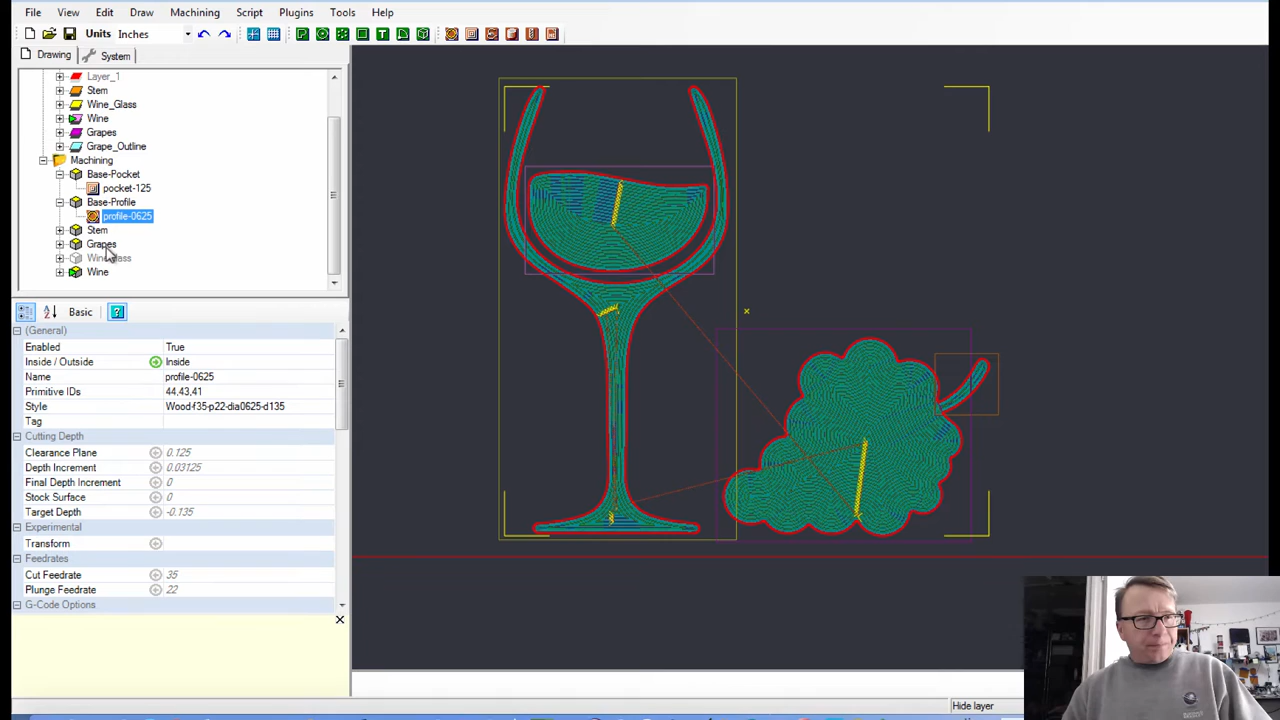 File View Edit Draw Machining Script Plugins Tools Help
Units Inches
Drawing System
Layer_1
Stem
Wine_Glass
Wine
Grapes
Grape_Outline
Machining
Base-Pocket
pocket-125
Base-Profile
profile-0625
Stem
Grapes
Wine
Basic
(General)
Enabled True
Inside / Outside Inside
Name profile-0625
Primitive IDs 44,43,41
Style Wood-f35-p22-dia0625-d135
Tag
Cutting Depth
Clearance Plane 0.125
Depth Increment 0.03125
Final Depth Increment 0
Stock Surface 0
Target Depth -0.135
Experimental
Transform
Feedrates
Cut Feedrate 35
Plunge Feedrate 22
G-Code Options
Hide layer